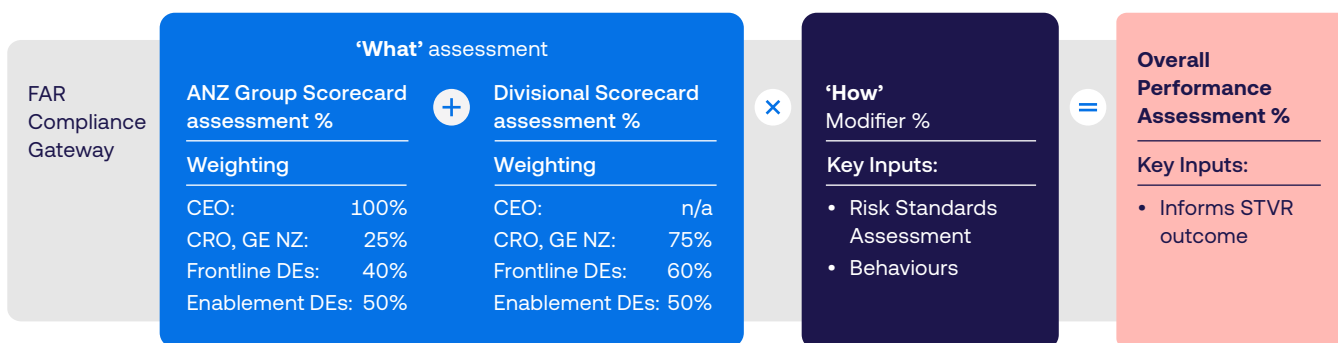 FAR
Compliance
Gateway
‘What’ assessment
ANZ Group Scorecard
assessment %
Weighting
CEO: 100%
CRO, GE NZ: 25%
Frontline DEs: 40%
Enablement DEs: 50%
+
Divisional Scorecard
assessment %
Weighting
CEO: n/a
CRO, GE NZ: 75%
Frontline DEs: 60%
Enablement DEs: 50%
×
‘How’
Modifier %
Key Inputs:
• Risk Standards
Assessment
• Behaviours
=
Overall
Performance
Assessment %
Key Inputs:
• Informs STVR
outcome